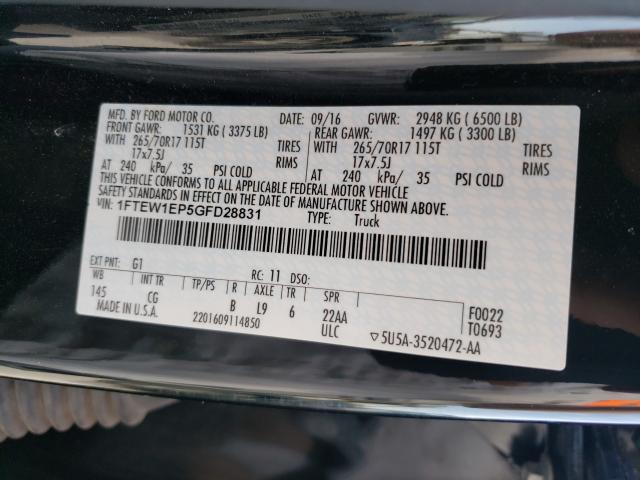 MFD. BY FORD MOTOR CO. DATE: 09/16 GVWR: 2948 KG ( 6500 LB)
FRONT GAWR: 1531 KG ( 3375 LB) REAR GAWR: 1497 KG ( 3300 LB)
WITH 265/70R17 115T TIRES WITH 265/70R17 115T TIRES
17x7.5J RIMS 17x7.5J RIMS
AT 240 kPa/ 35 PSI COLD AT 240 kPa/ 35 PSI COLD
THIS VEHICLE CONFORMS TO ALL APPLICABLE FEDERAL MOTOR VEHICLE
SAFETY STANDARDS IN EFFECT ON THE DATE OF MANUFACTURE SHOWN ABOVE.
VIN: 1FTEW1EP5GFD28831 TYPE: Truck
EXT PNT: G1 RC: 11 DSO:
WB INT TR TP/PS R AXLE TR SPR
145 CG B L9 6 22AA F0022
MADE IN U.S.A. 2201609114850 ULC ▽5U5A-3520472-AA T0693